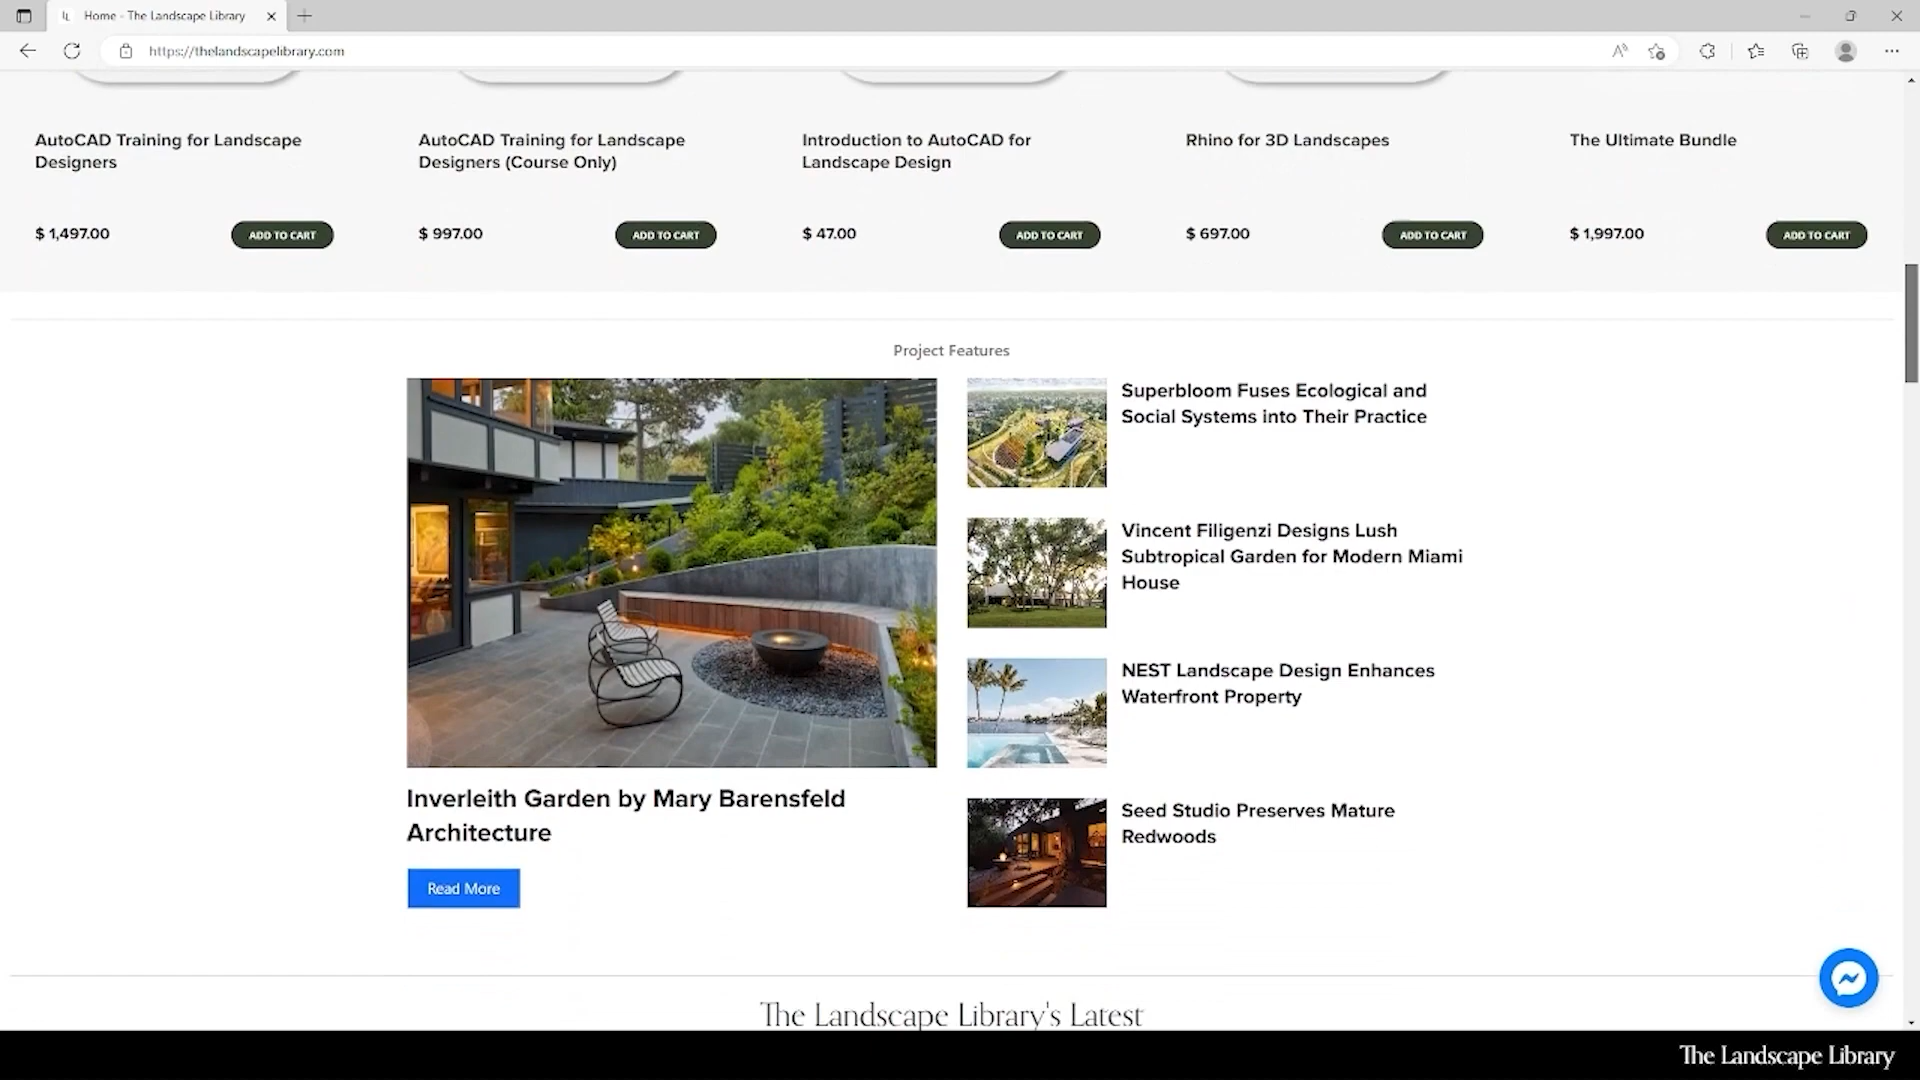 Home - The Landscape Library
https://thelandscapelibrary.com
AutoCAD Training for Landscape
Designers
$ 1,497.00
ADD TO CART
AutoCAD Training for Landscape
Designers (Course Only)
$ 997.00
ADD TO CART
Introduction to AutoCAD for
Landscape Design
$ 47.00
ADD TO CART
Rhino for 3D Landscapes
$ 697.00
ADD TO CART
The Ultimate Bundle
$ 1,997.00
ADD TO CART
Project Features
Inverleith Garden by Mary Barensfeld
Architecture
Read More
Superbloom Fuses Ecological and
Social Systems into Their Practice
Vincent Filigenzi Designs Lush
Subtropical Garden for Modern Miami
House
NEST Landscape Design Enhances
Waterfront Property
Seed Studio Preserves Mature
Redwoods
The Landscape Library's Latest
The Landscape Library